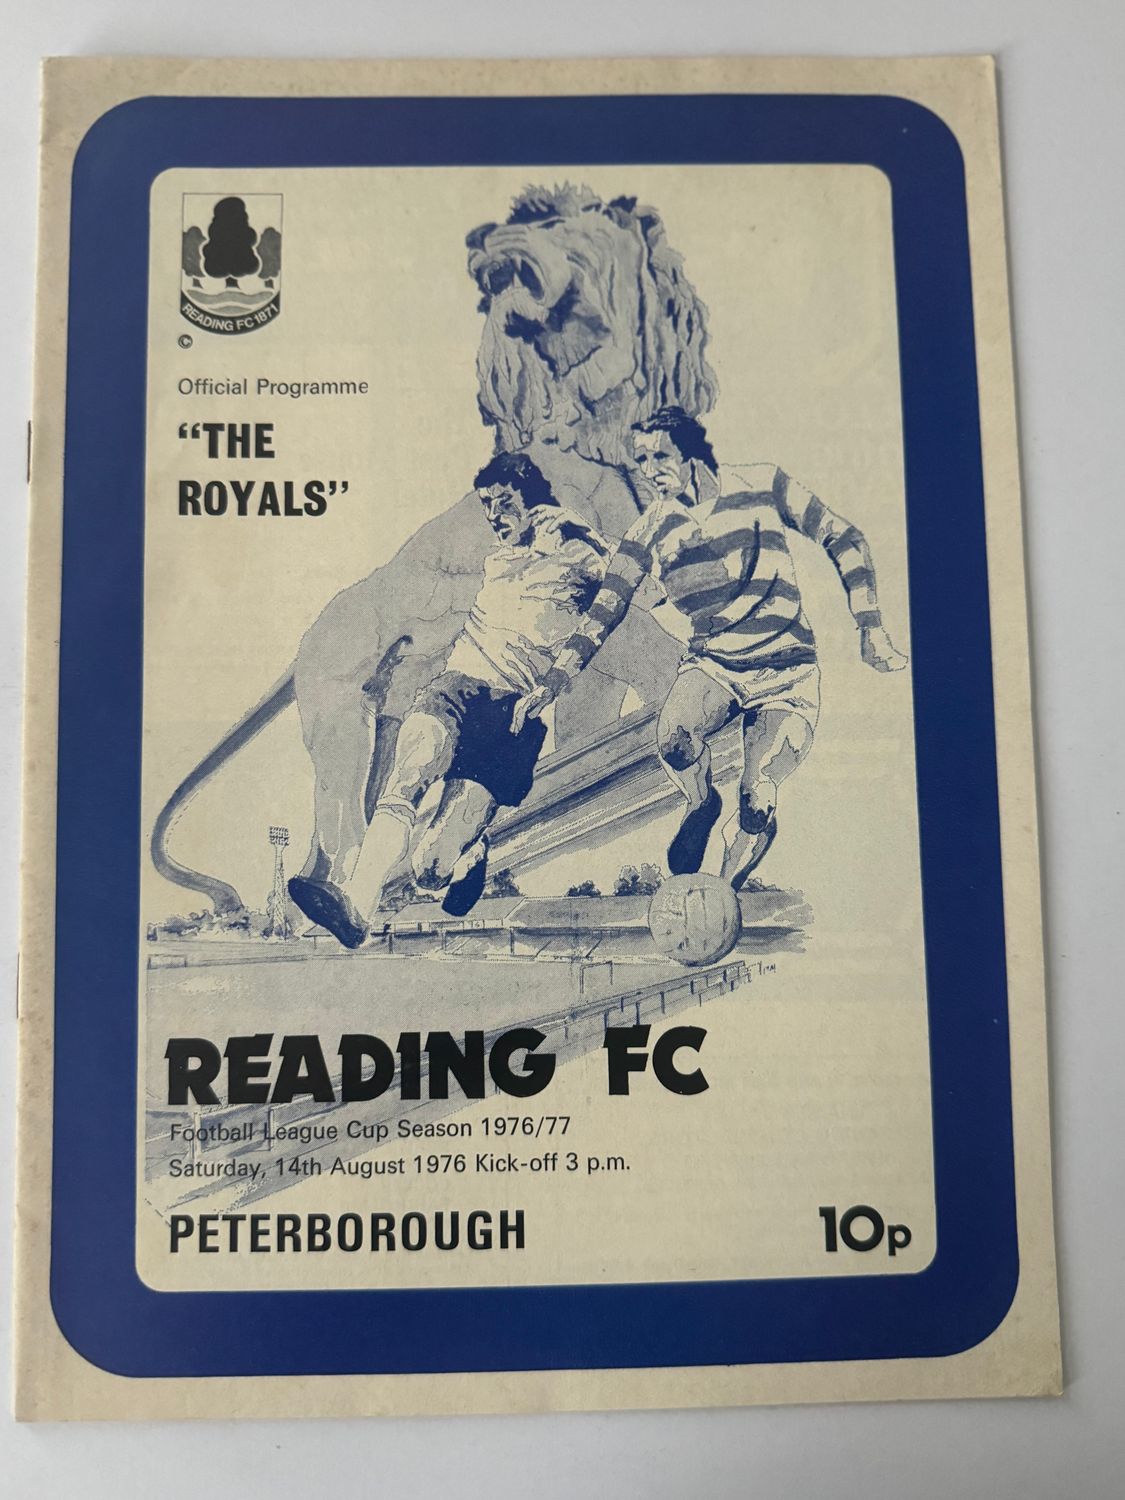 READING FC 1871
©
Official Programme
“THE
ROYALS”
READING FC
Football League Cup Season 1976/77
Saturday, 14th August 1976 Kick-off 3 p.m.
PETERBOROUGH
10p